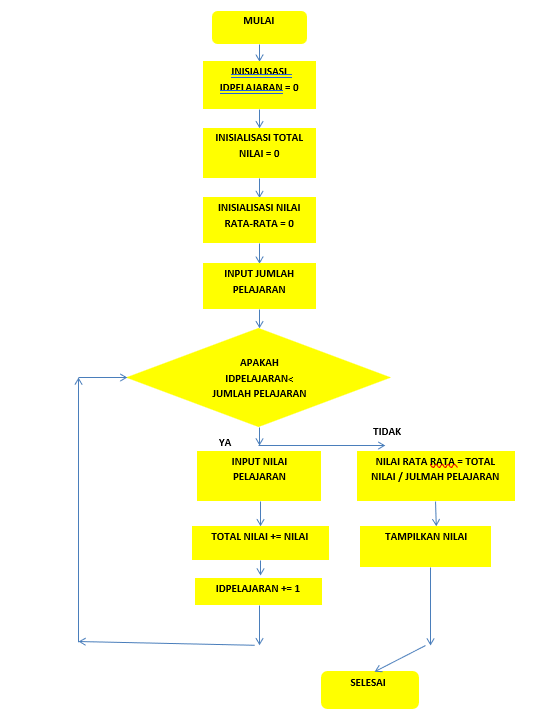 MULAI
INISIALISASI
IDPELAJARAN = 0
INISIALISASI TOTAL
NILAI = 0
INISIALISASI NILAI
RATA-RATA = 0
INPUT JUMLAH
PELAJARAN
APAKAH
IDPELAJARAN<
JUMLAH PELAJARAN
YA
TIDAK
INPUT NILAI
PELAJARAN
NILAI RATA RATA = TOTAL
NILAI / JULMAH PELAJARAN
TOTAL NILAI += NILAI
TAMPILKAN NILAI
IDPELAJARAN += 1
SELESAI